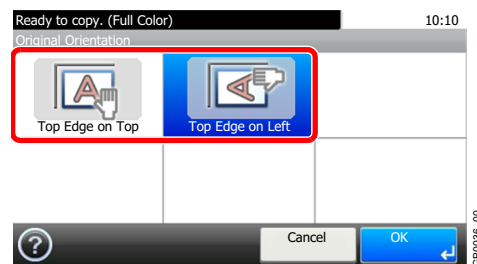 Ready to copy. (Full Color) 10:10
Original Orientation
Top Edge on Top
Top Edge on Left
Cancel
OK